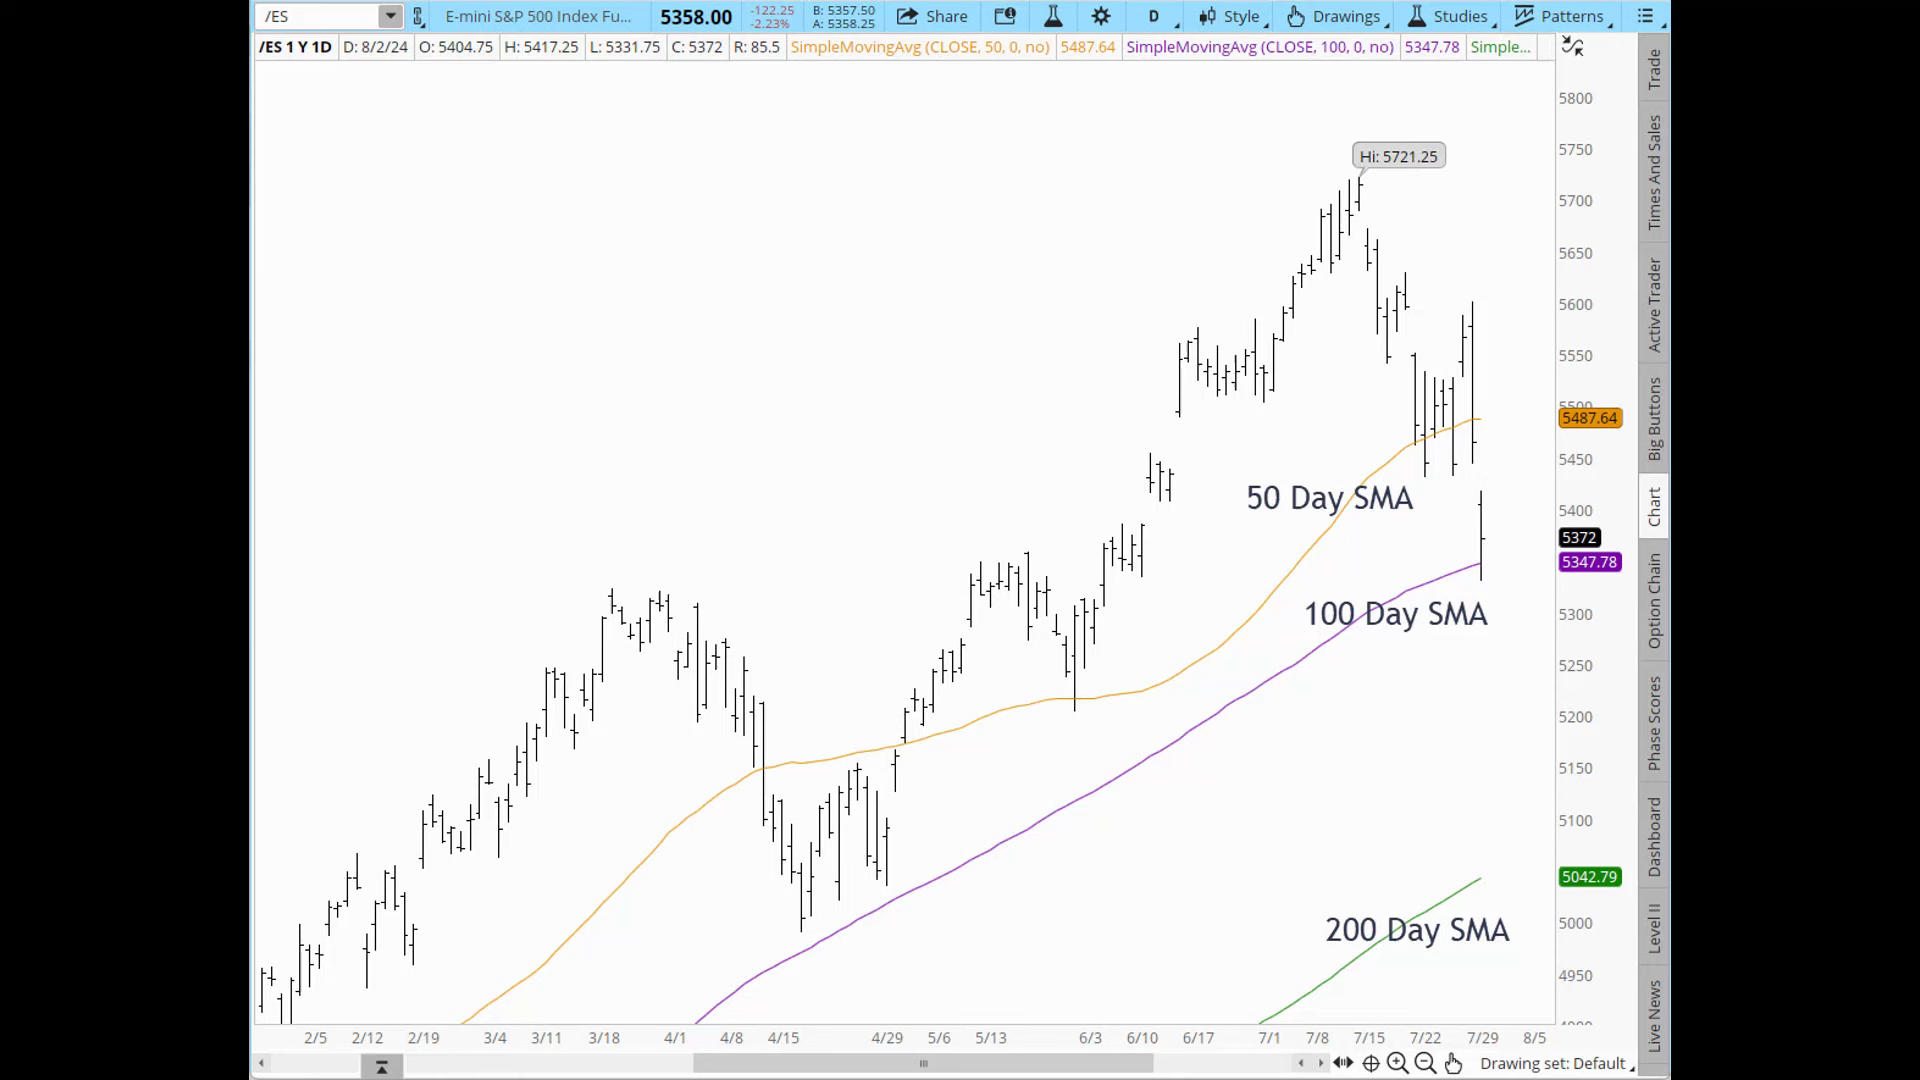 /ES E-mini S&P 500 Index Fu... 5358.00 -122.25 -2.23% B: 5357.50 A: 5358.25 Share D Style Drawings Studies Patterns
/ES 1 Y 1D D: 8/2/24 O: 5404.75 H: 5417.25 L: 5331.75 C: 5372 R: 85.5 SimpleMovingAvg (CLOSE, 50, 0, no) 5487.64 SimpleMovingAvg (CLOSE, 100, 0, no) 5347.78 Simple...
Hi: 5721.25
50 Day SMA
100 Day SMA
200 Day SMA
5800
5750
5700
5650
5600
5550
5500
5487.64
5450
5400
5372
5347.78
5300
5250
5200
5150
5100
5042.79
5000
4950
2/5 2/12 2/19 3/4 3/11 3/18 4/1 4/8 4/15 4/29 5/6 5/13 6/3 6/10 6/17 7/1 7/8 7/15 7/22 7/29 8/5
Drawing set: Default
Trade
Times And Sales
Active Trader
Big Buttons
Chart
Option Chain
Phase Scores
Dashboard
Level II
Live News